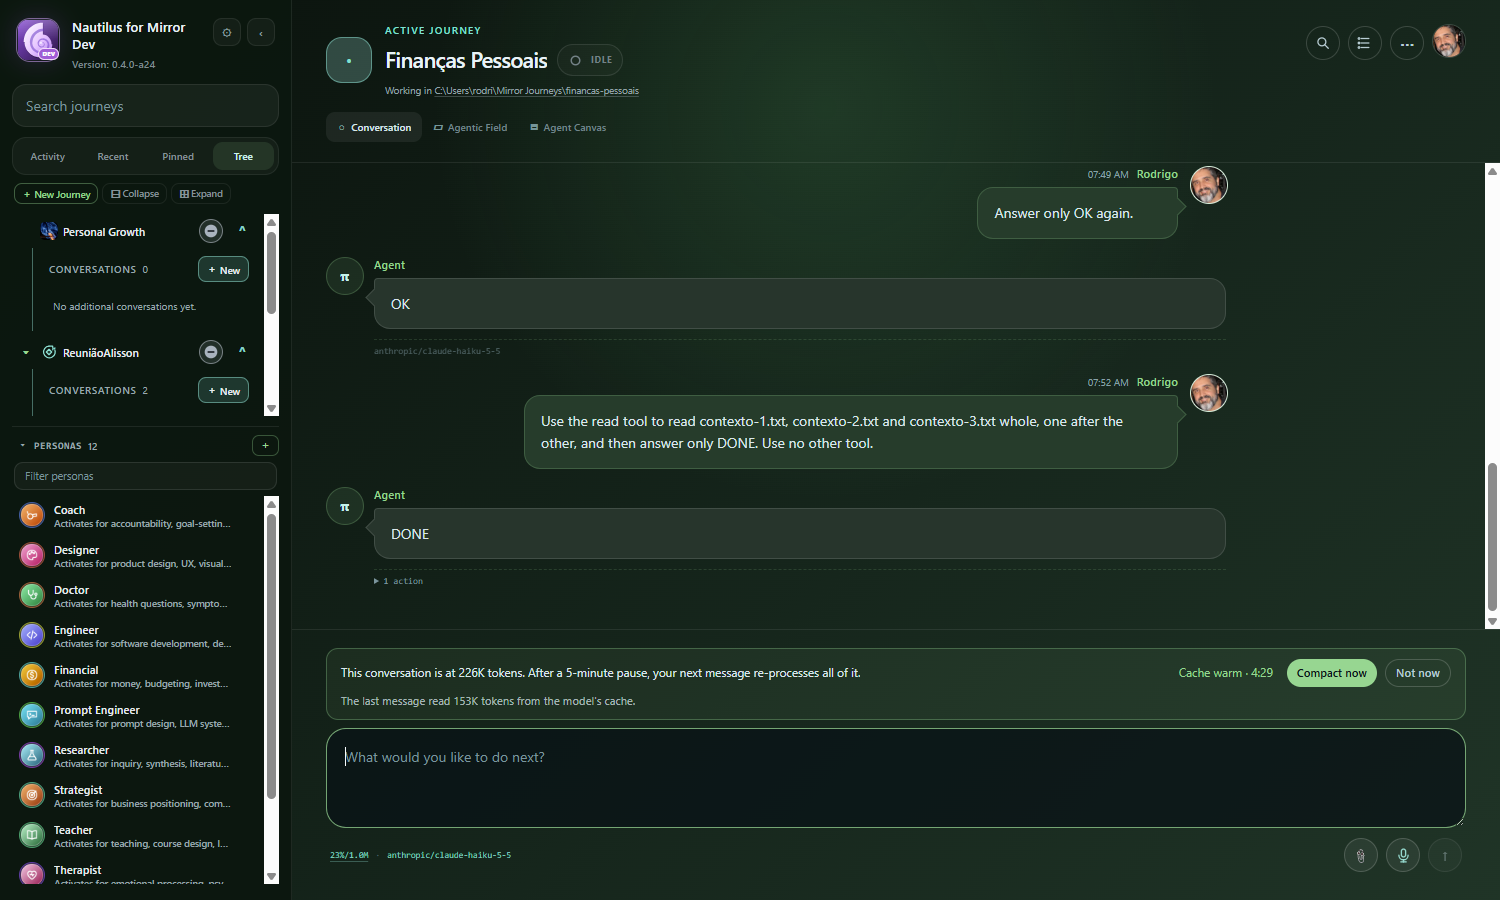 Nautilus for Mirror Dev
DEV
Version: 0.4.0-a24
Search journeys
Activity
Recent
Pinned
Tree
+ New Journey
Collapse
Expand
Personal Growth
CONVERSATIONS 0
+ New
No additional conversations yet.
ReuniãoAlisson
CONVERSATIONS 2
+ New
PERSONAS 12
+
Filter personas
Coach
Activates for accountability, goal-settin...
Designer
Activates for product design, UX, visual...
Doctor
Activates for health questions, sympto...
Engineer
Activates for software development, de...
Financial
Activates for money, budgeting, invest...
Prompt Engineer
Activates for prompt design, LLM syste...
Researcher
Activates for inquiry, synthesis, literatu...
Strategist
Activates for business positioning, com...
Teacher
Activates for teaching, course design, l...
Therapist
Activates for emotional processing, psy...
ACTIVE JOURNEY
Finanças Pessoais
IDLE
Working in C:\Users\rodri\Mirror Journeys\financas-pessoais
Conversation
Agentic Field
Agent Canvas
07:49 AM Rodrigo
Answer only OK again.
Agent
π
OK
anthropic/claude-haiku-5-5
07:52 AM Rodrigo
Use the read tool to read contexto-1.txt, contexto-2.txt and contexto-3.txt whole, one after the
other, and then answer only DONE. Use no other tool.
Agent
π
DONE
1 action
This conversation is at 226K tokens. After a 5-minute pause, your next message re-processes all of it.
Cache warm · 4:29
Compact now
Not now
The last message read 153K tokens from the model's cache.
What would you like to do next?
23%/1.0M · anthropic/claude-haiku-5-5